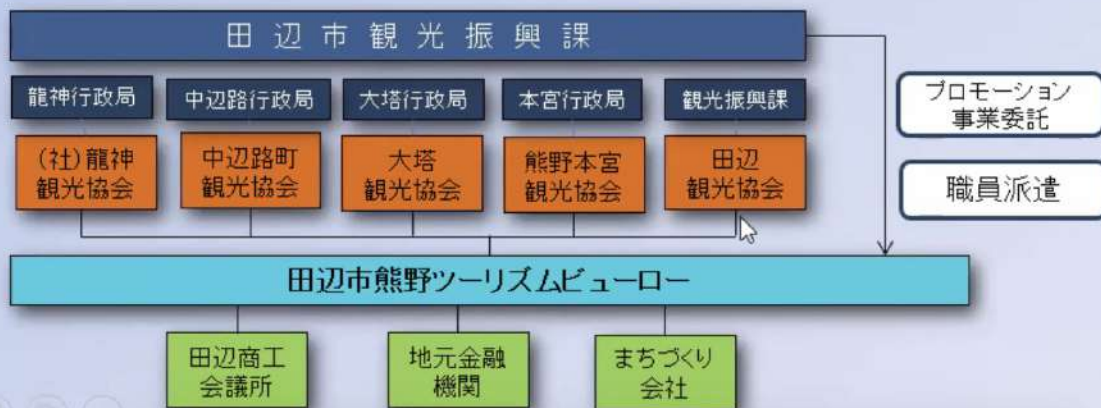 田辺市観光振興課
龍神行政局
中辺路行政局
大塔行政局
本宮行政局
観光振興課
プロモーション
事業委託
(社)龍神
観光協会
中辺路町
観光協会
大塔
観光協会
熊野本宮
観光協会
田辺
観光協会
職員派遣
田辺市熊野ツーリズムビューロー
田辺商工
会議所
地元金融
機関
まちづくり
会社